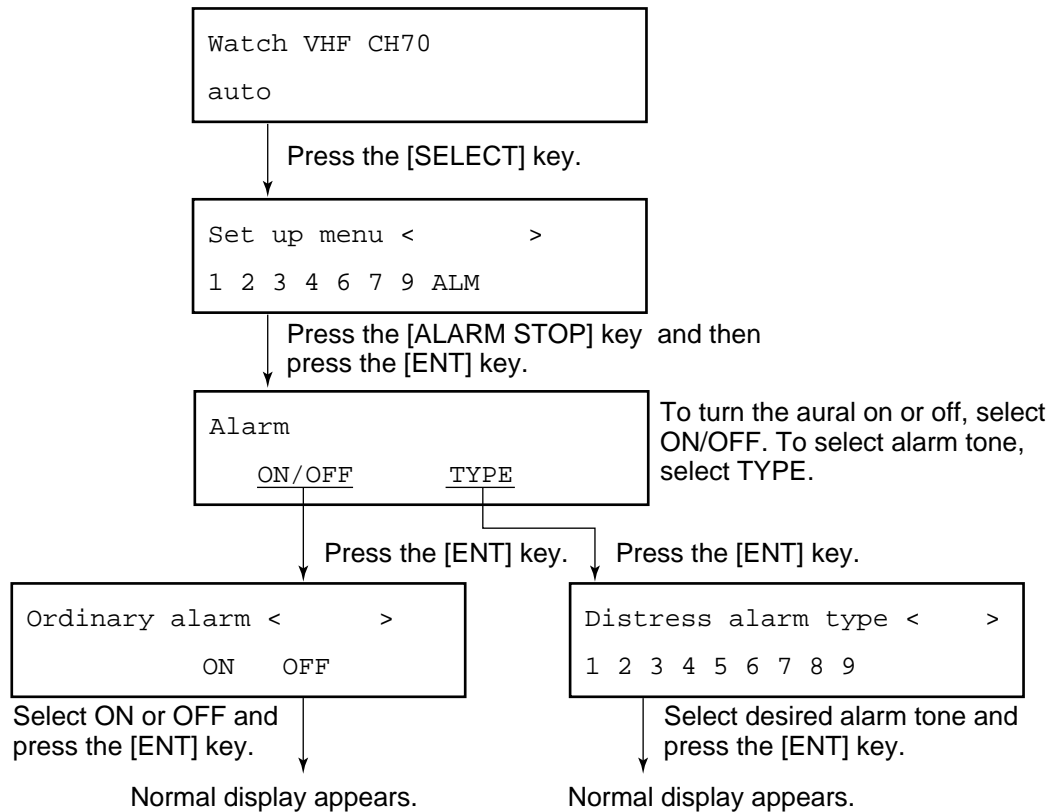 Watch VHF CH70
auto
Press the [SELECT] key.
Set up menu < >
1 2 3 4 6 7 9 ALM
Press the [ALARM STOP] key and then
press the [ENT] key.
Alarm
ON/OFF TYPE
To turn the aural on or off, select
ON/OFF. To select alarm tone,
select TYPE.
Press the [ENT] key.
Press the [ENT] key.
Ordinary alarm < >
ON OFF
Distress alarm type < >
1 2 3 4 5 6 7 8 9
Select ON or OFF and
press the [ENT] key.
Select desired alarm tone and
press the [ENT] key.
Normal display appears.
Normal display appears.